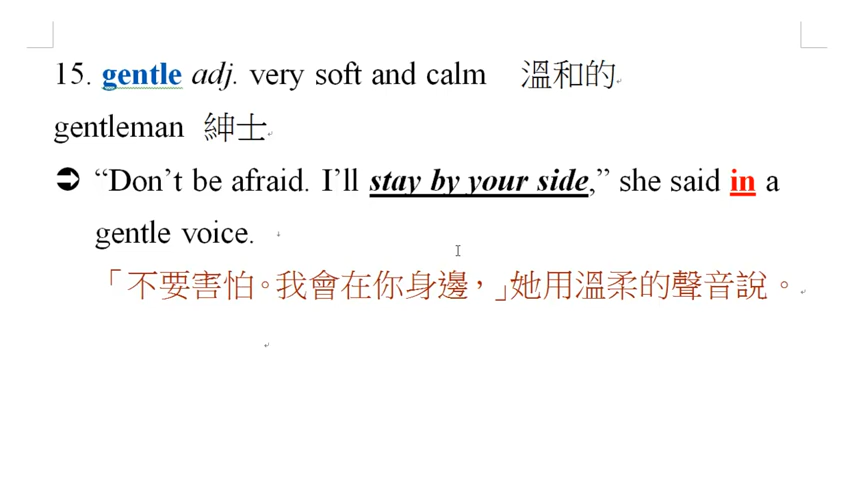 15. gentle adj. very soft and calm 溫和的
gentleman 紳士
➲ “Don’t be afraid. I’ll stay by your side,” she said in a
gentle voice.
「不要害怕。我會在你身邊，」她用溫柔的聲音說。